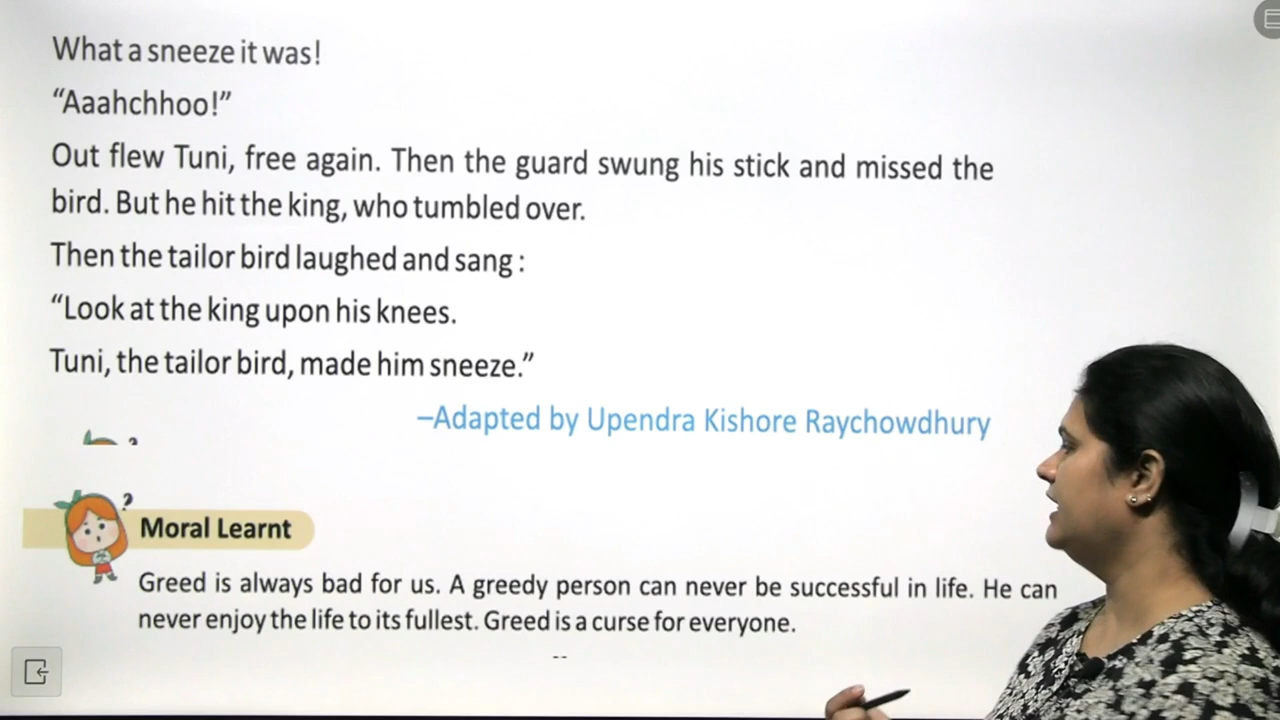 What a sneeze it was!
“Aaahchhoo!”
Out flew Tuni, free again. Then the guard swung his stick and missed the
bird. But he hit the king, who tumbled over.
Then the tailor bird laughed and sang :
“Look at the king upon his knees.
Tuni, the tailor bird, made him sneeze.”
–Adapted by Upendra Kishore Raychowdhury
?
Moral Learnt
Greed is always bad for us. A greedy person can never be successful in life. He can
never enjoy the life to its fullest. Greed is a curse for everyone.